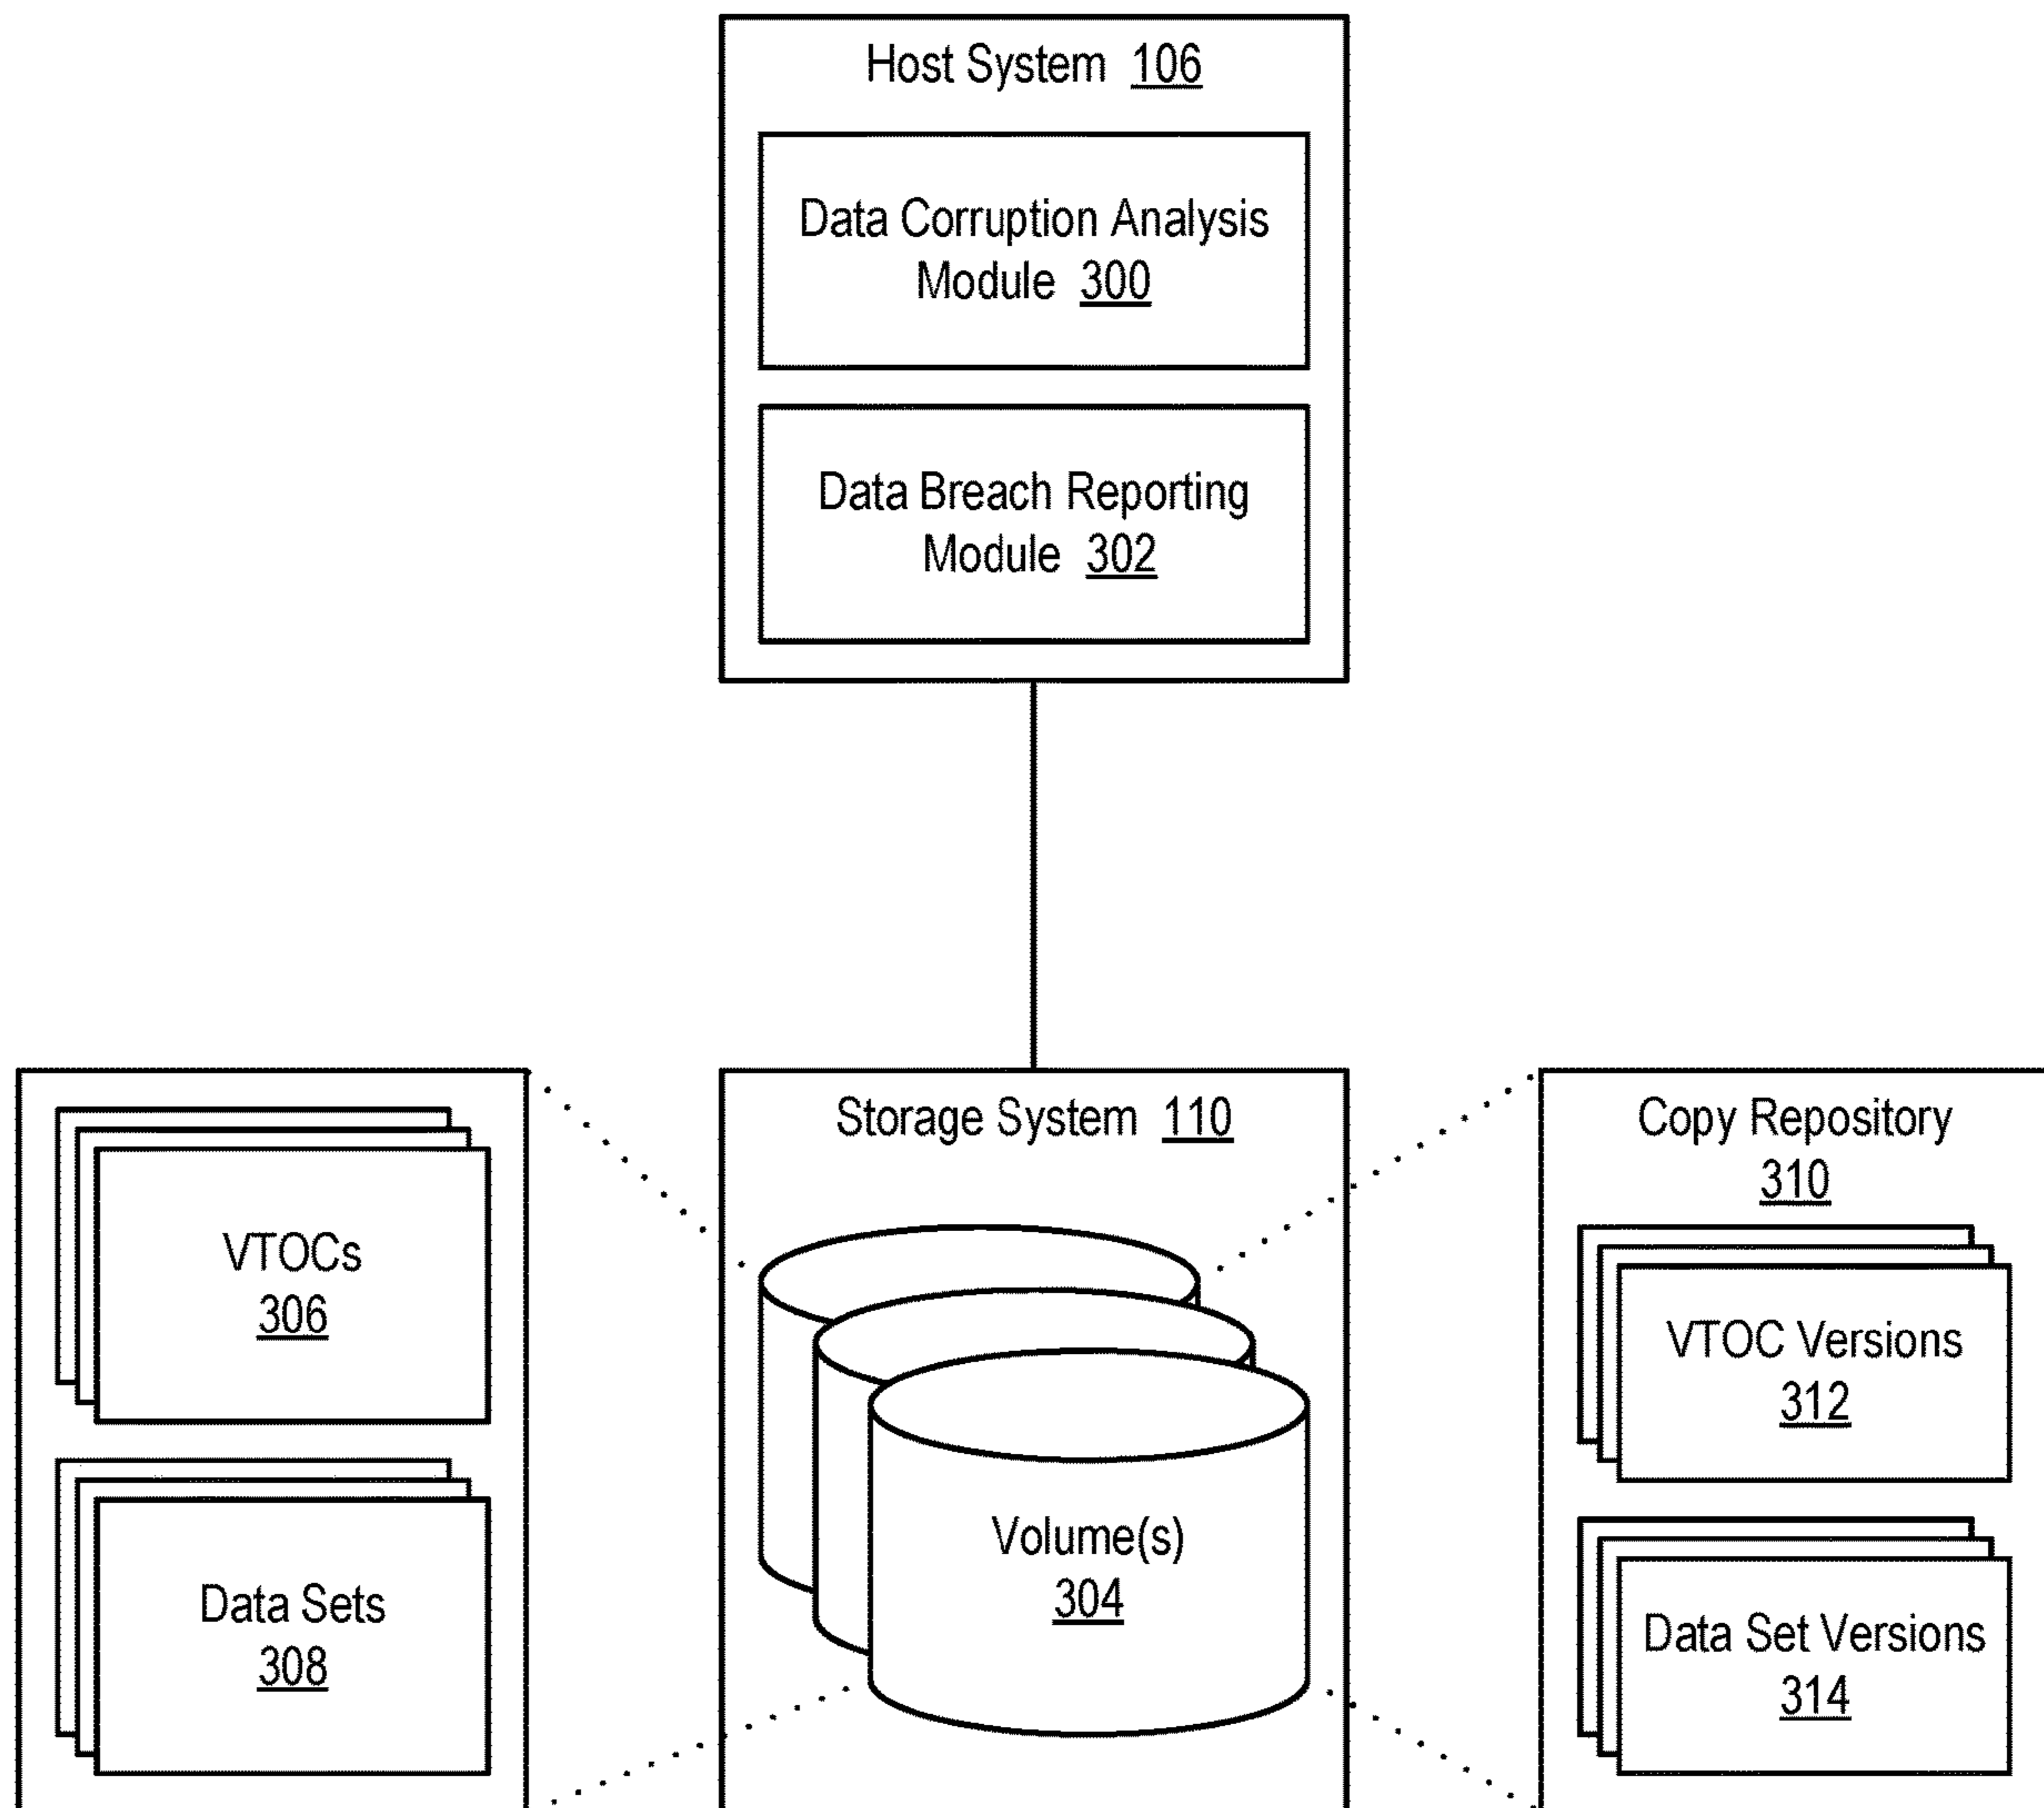 Host System 106
Data Corruption Analysis
Module 300
Data Breach Reporting
Module 302
VTOCs
306
Data Sets
308
Storage System 110
Volume(s)
304
Copy Repository
310
VTOC Versions
312
Data Set Versions
314